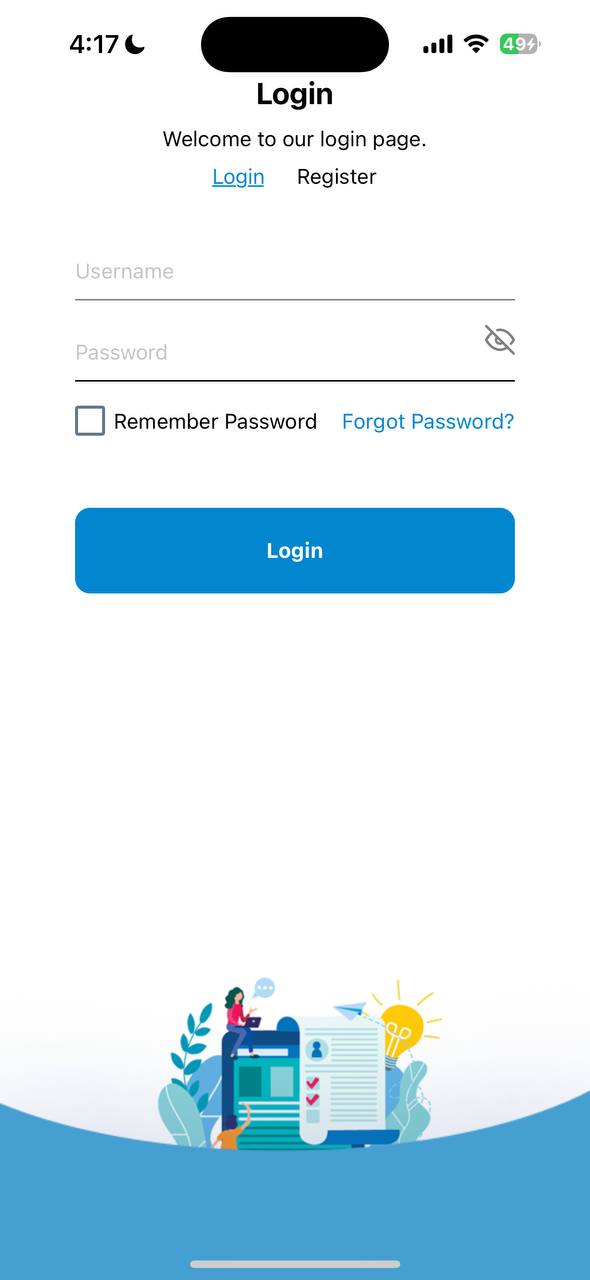 4:17
49
Login
Welcome to our login page.
Login Register
Username
Password
Remember Password Forgot Password?
Login